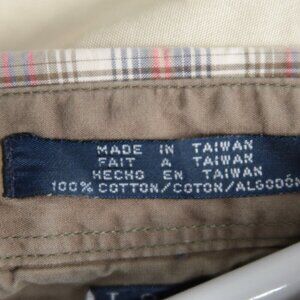 MADE IN TAIWAN
FAIT A TAIWAN
HECHO EN TAIWAN
100% COTTON/COTON/ALGODÓN